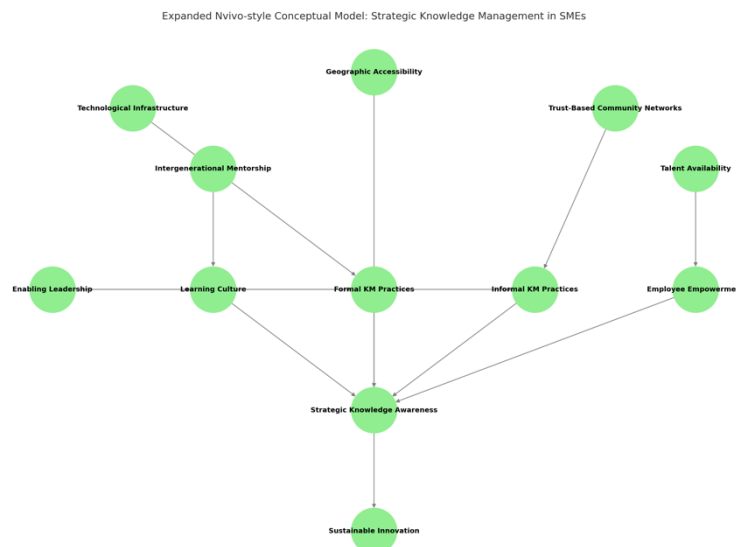 Expanded Nvivo-style Conceptual Model: Strategic Knowledge Management in SMEs
Geographic Accessibility
Technological Infrastructure
Trust-Based Community Networks
Intergenerational Mentorship
Talent Availability
Enabling Leadership
Learning Culture
Formal KM Practices
Informal KM Practices
Employee Empowerme
Strategic Knowledge Awareness
Sustainable Innovation